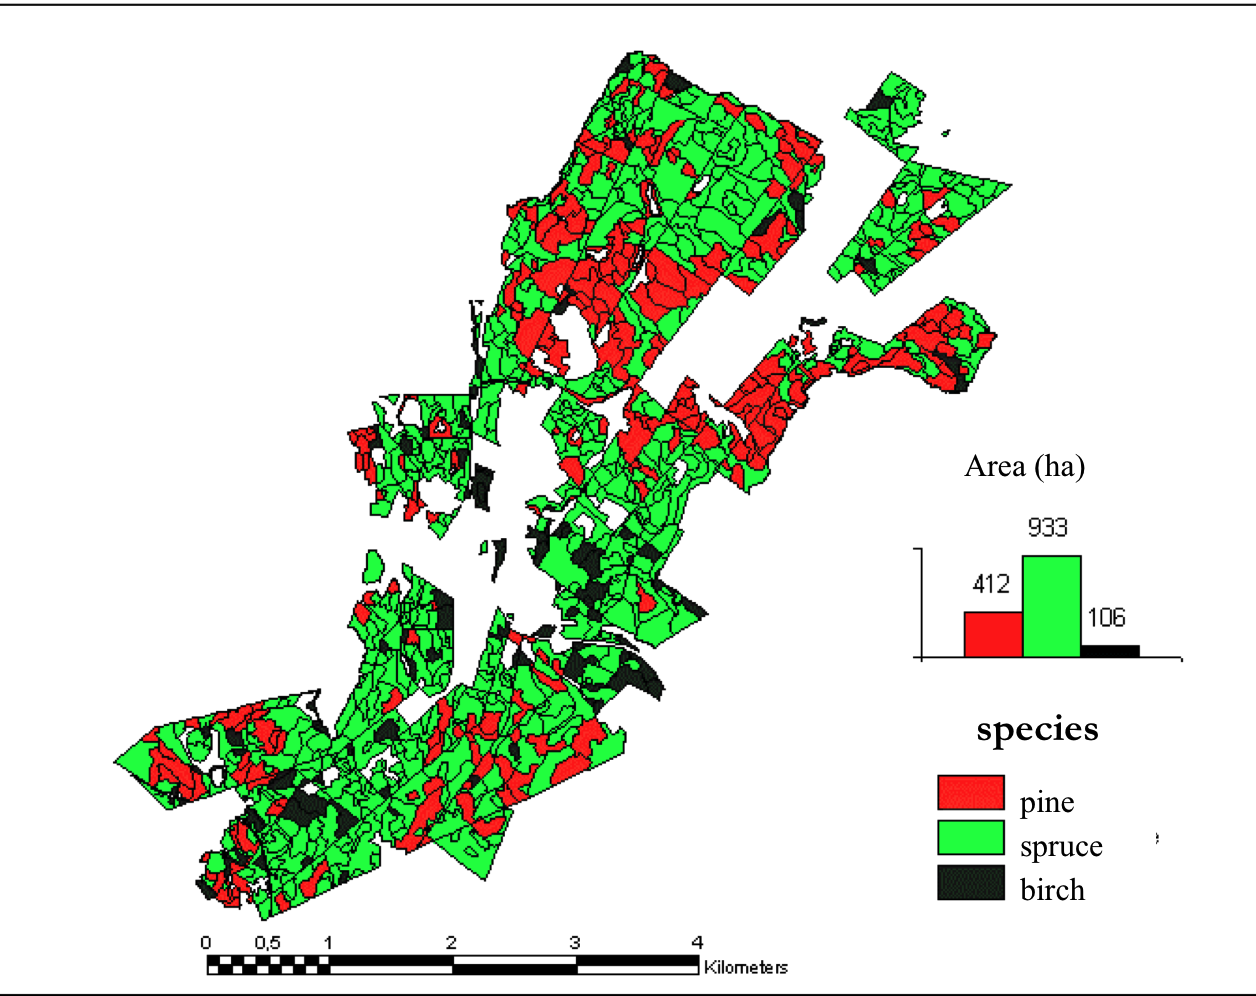 Area (ha)
933
412
106
species
pine
spruce
birch
0 0,5 1 2 3 4
Kilometers